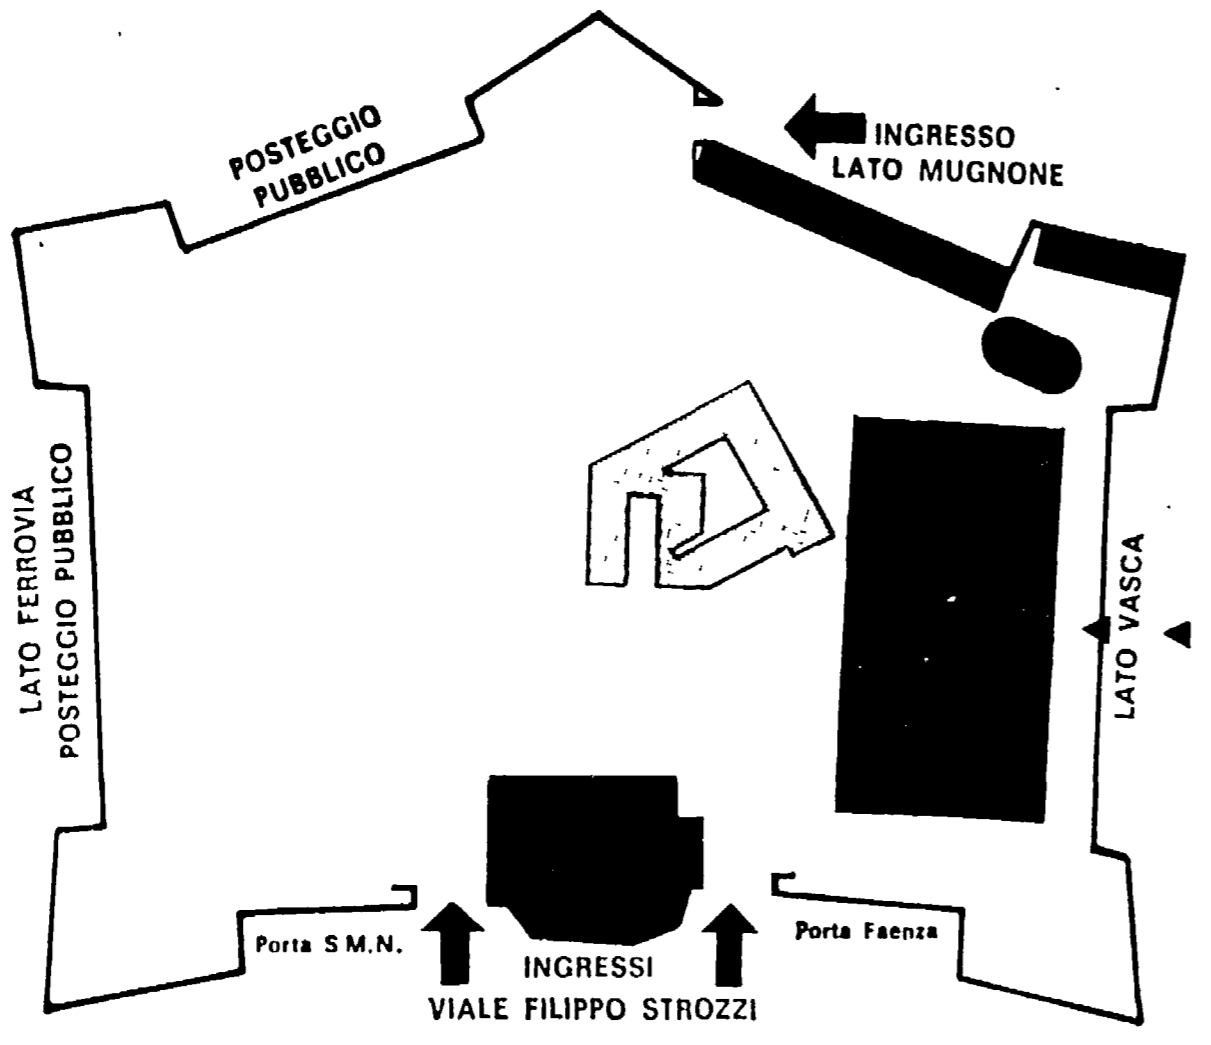 POSTEGGIO
PUBBLICO
INGRESSO
LATO MUGNONE
LATO FERROVIA
POSTEGGIO PUBBLICO
LATO VASCA
Porta S M.N.
Porta Faenza
INGRESSI
VIALE FILIPPO STROZZI